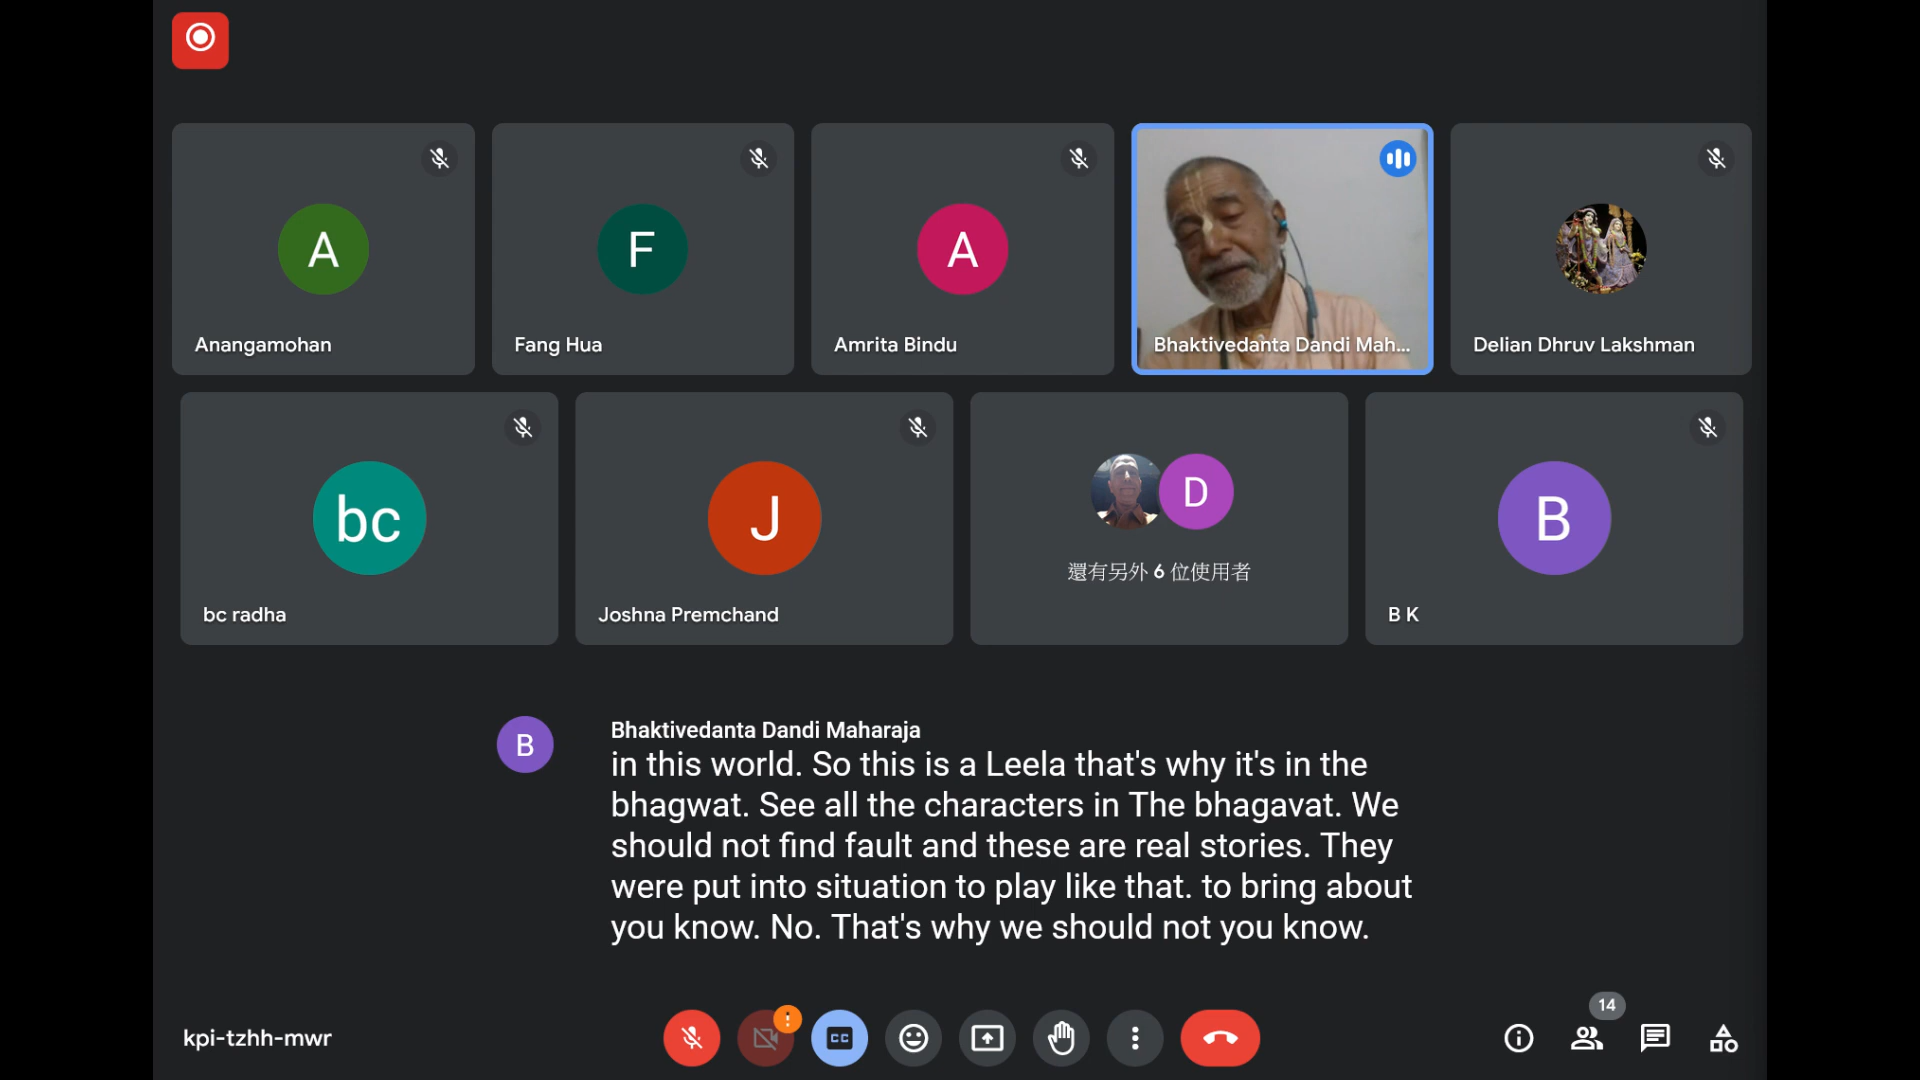 A
F
A
Anangamohan
Fang Hua
Amrita Bindu
Bhaktivedanta Dandi Mah...
Delian Dhruv Lakshman
bc
J
D
B
還有另外 6 位使用者
bc radha
Joshna Premchand
B K
B
Bhaktivedanta Dandi Maharaja
in this world. So this is a Leela that's why it's in the
bhagwat. See all the characters in The bhagavat. We
should not find fault and these are real stories. They
were put into situation to play like that. to bring about
you know. No. That's why we should not you know.
14
kpi-tzhh-mwr
CC